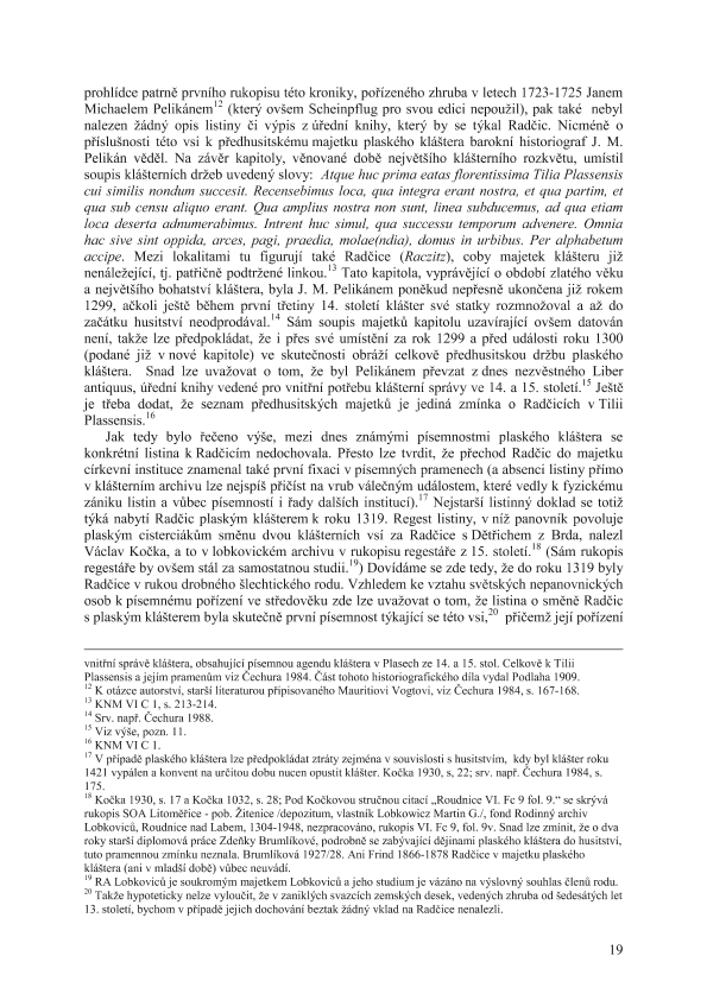 prohlídce patrně prvního rukopisu této kroniky, pořízeného zhruba v letech 1723-1725 Janem
Michaelem Pelikánem12 (který ovšem Scheinpflug pro svou edici nepoužil), pak také  nebyl
nalezen žádný opis listiny či výpis z úřední knihy, který by se týkal Radčic. Nicméně o
příslušnosti této vsi k předhusitskému majetku plaského kláštera barokní historiograf J. M.
Pelikán věděl. Na závěr kapitoly, věnované době největšího klášterního rozkvětu, umístil
soupis klášterních držeb uvedený slovy:  Atque huc prima eatas florentissima Tilia Plassensis
cui similis nondum succesit. Recensebimus loca, qua integra erant nostra, et qua partim, et
qua sub censu aliquo erant. Qua amplius nostra non sunt, linea subducemus, ad qua etiam
loca deserta adnumerabimus. Intrent huc simul, qua successu temporum advenere. Omnia
hac sive sint oppida, arces, pagi, praedia, molae(ndia), domus in urbibus. Per alphabetum
accipe. Mezi lokalitami tu figurují také Radčice (Raczitz), coby majetek klášteru již
nenáležející, tj. patřičně podtržené linkou.13 Tato kapitola, vyprávějící o období zlatého věku
a největšího bohatství kláštera, byla J. M. Pelikánem poněkud nepřesně ukončena již rokem
1299, ačkoli ještě během první třetiny 14. století klášter své statky rozmnožoval a až do
začátku husitství neodprodával.14 Sám soupis majetků kapitolu uzavírající ovšem datován
není, takže lze předpokládat, že i přes své umístění za rok 1299 a před události roku 1300
(podané již v nové kapitole) ve skutečnosti obráží celkově předhusitskou držbu plaského
kláštera.  Snad lze uvažovat o tom, že byl Pelikánem převzat z dnes nezvěstného Liber
antiquus, úřední knihy vedené pro vnitřní potřebu klášterní správy ve 14. a 15. století.15 Ještě
je třeba dodat, že seznam předhusitských majetků je jediná zmínka o Radčicích v Tilii
Plassensis.16
Jak tedy bylo řečeno výše, mezi dnes známými písemnostmi plaského kláštera se
konkrétní listina k Radčicím nedochovala. Přesto lze tvrdit, že přechod Radčic do majetku
církevní instituce znamenal také první fixaci v písemných pramenech (a absenci listiny přímo
v klášterním archivu lze nejspíš přičíst na vrub válečným událostem, které vedly k fyzickému
zániku listin a vůbec písemností i řady dalších institucí).17 Nejstarší listinný doklad se totiž
týká nabytí Radčic plaským klášterem k roku 1319. Regest listiny, v níž panovník povoluje
plaským cisterciákům směnu dvou klášterních vsí za Radčice s Dětřichem z Brda, nalezl
Václav Kočka, a to v lobkovickém archivu v rukopisu regestáře z 15. století.18 (Sám rukopis
regestáře by ovšem stál za samostatnou studii.19) Dovídáme se zde tedy, že do roku 1319 byly
Radčice v rukou drobného šlechtického rodu. Vzhledem ke vztahu světských nepanovnických
osob k písemnému pořízení ve středověku zde lze uvažovat o tom, že listina o směně Radčic
s plaským klášterem byla skutečně první písemnost týkající se této vsi,20  přičemž její pořízení
vnitřní správě kláštera, obsahující písemnou agendu kláštera v Plasech ze 14. a 15. stol. Celkově k Tilii
Plassensis a jejím pramenům viz Čechura 1984. Část tohoto historiografického díla vydal Podlaha 1909.
12 K otázce autorství, starší literaturou připisovaného Mauritiovi Vogtovi, viz Čechura 1984, s. 167-168.
13 KNM VI C 1, s. 213-214.
14 Srv. např. Čechura 1988.
15 Viz výše, pozn. 11.
16 KNM VI C 1.
17 V případě plaského kláštera lze předpokládat ztráty zejména v souvislosti s husitstvím,  kdy byl klášter roku
1421 vypálen a konvent na určitou dobu nucen opustit klášter. Kočka 1930, s, 22; srv. např. Čechura 1984, s.
175.
18 Kočka 1930, s. 17 a Kočka 1032, s. 28; Pod Kočkovou stručnou citací „Roudnice VI. Fc 9 fol. 9.“ se skrývá
rukopis SOA Litoměřice - pob. Žitenice /depozitum, vlastník Lobkowicz Martin G./, fond Rodinný archiv
Lobkoviců, Roudnice nad Labem, 1304-1948, nezpracováno, rukopis VI. Fc 9, fol. 9v. Snad lze zmínit, že o dva
roky starší diplomová práce Zdeňky Brumlíkové, podrobně se zabývající dějinami plaského kláštera do husitství,
tuto pramennou zmínku neznala. Brumlíková 1927/28. Ani Frind 1866-1878 Radčice v majetku plaského
kláštera (ani v mladší době) vůbec neuvádí.
19 RA Lobkoviců je soukromým majetkem Lobkoviců a jeho studium je vázáno na výslovný souhlas členů rodu.
20 Takže hypoteticky nelze vyloučit, že v zaniklých svazcích zemských desek, vedených zhruba od šedesátých let
13. století, bychom v případě jejich dochování beztak žádný vklad na Radčice nenalezli.
19